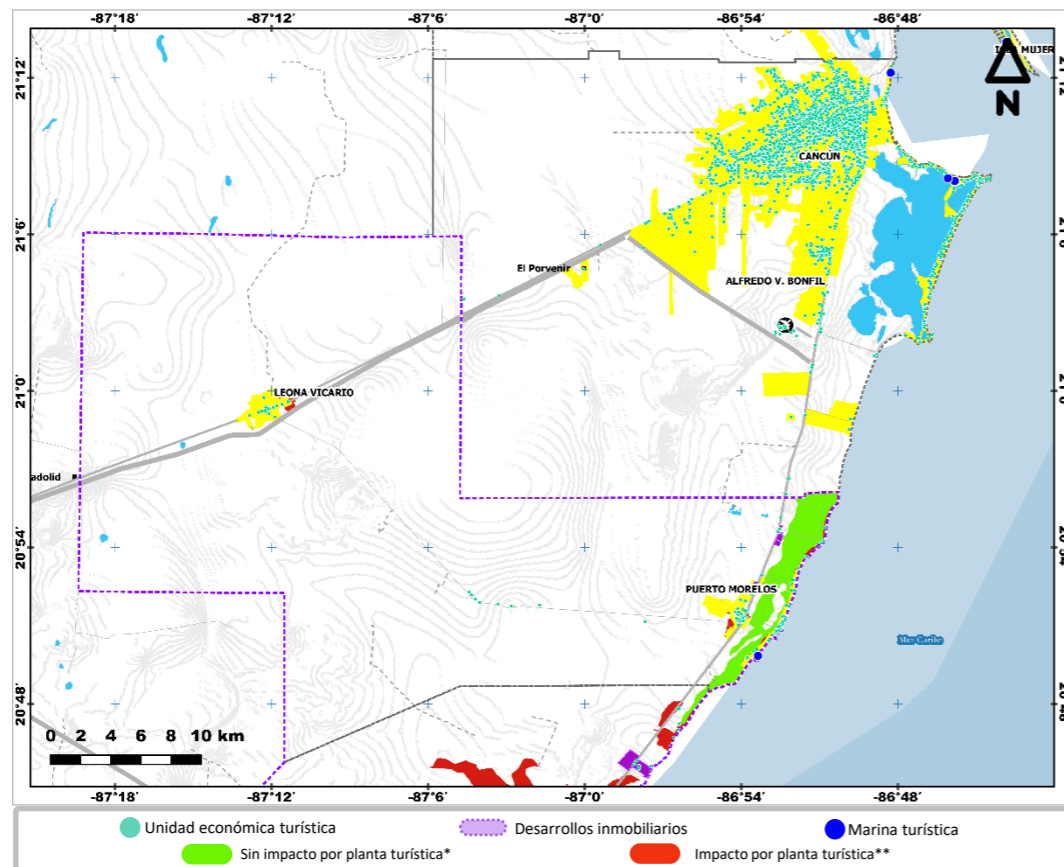 -87°18′ -87°12′ -87°6′ -87°0′ -86°54′ -86°48′
ISLA MUJER
21°12′
N
CANCÚN
21°6′
El Porvenir
ALFREDO V. BONFIL
LEONA VICARIO
21°0′
adolid
20°54′
PUERTO MORELOS
Mar Caribe
20°48′
0 2 4 6 8 10 km
-87°18′ -87°12′ -87°6′ -87°0′ -86°54′ -86°48′
Unidad económica turística
Desarrollos inmobiliarios
Marina turística
Sin impacto por planta turística*
Impacto por planta turística**